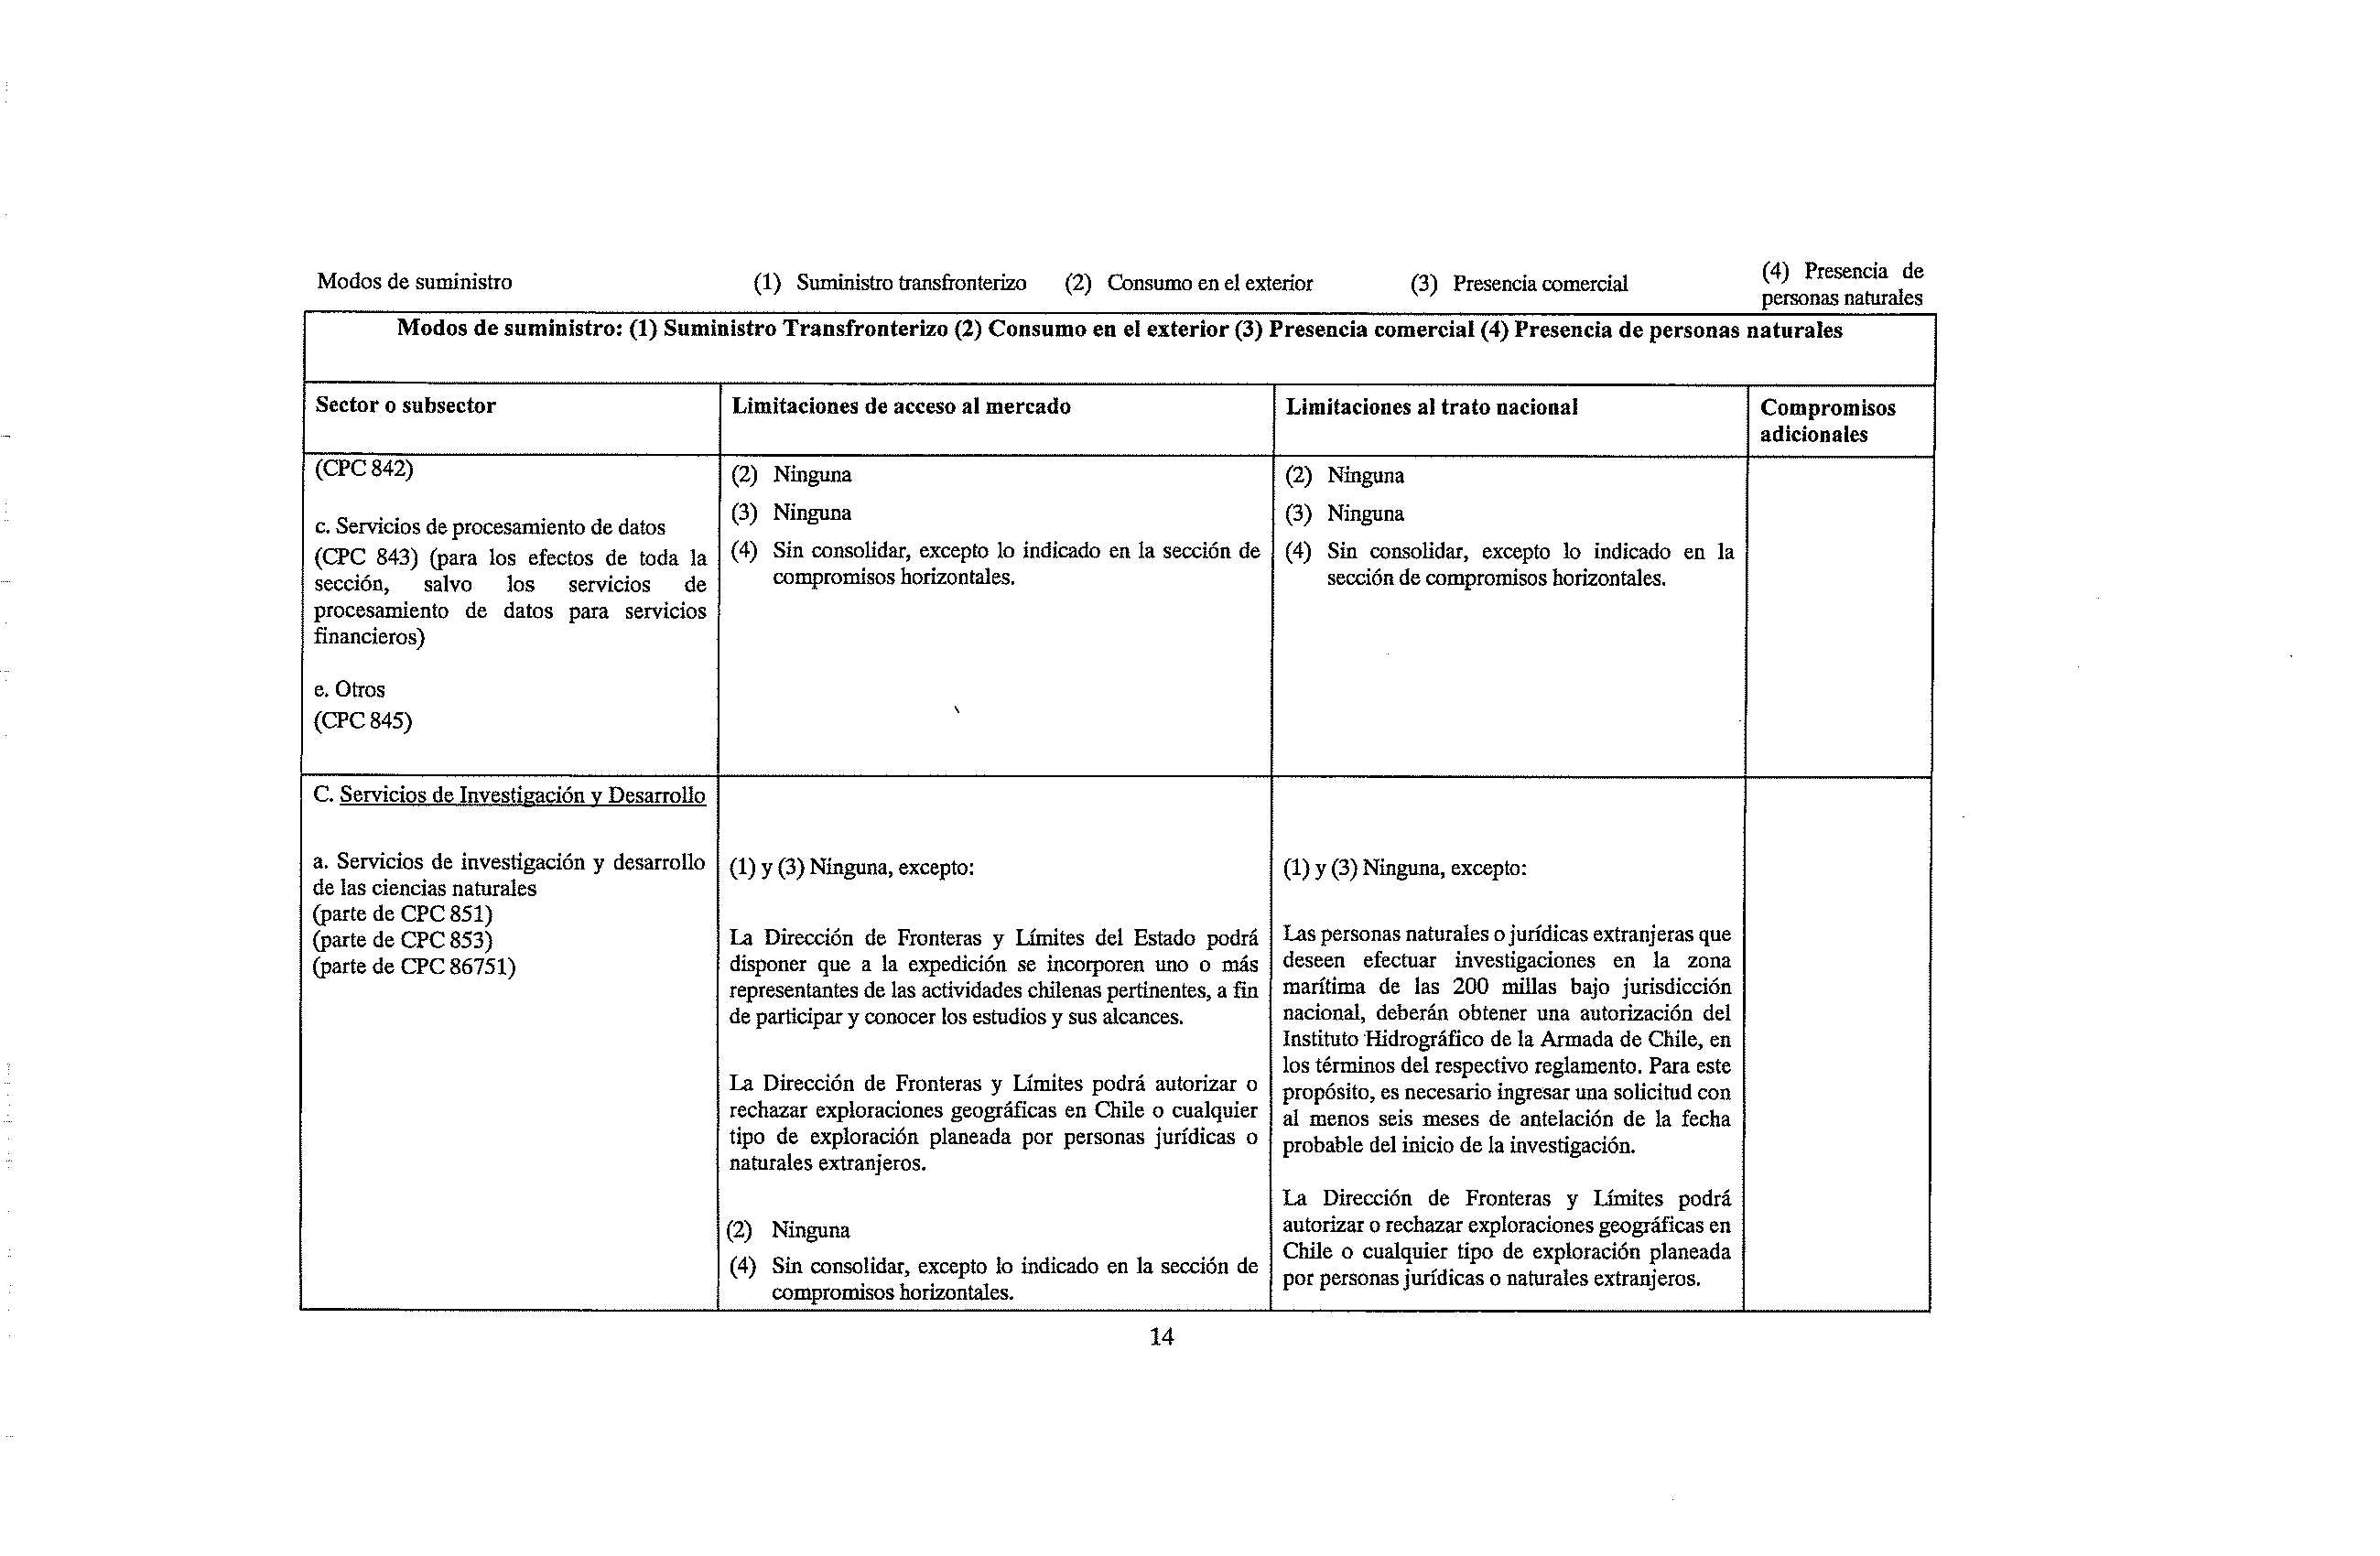 Modos de suministro (1) Suministro transfronterizo (2) Consumo en el exterior (3) Presencia comercial (4) Presencia de
personas naturales
Modos de suministro: (1) Suministro Transfronterizo (2) Consumo en el exterior (3) Presencia comercial (4) Presencia de personas naturales
Sector o subsector
Limitaciones de acceso al mercado
Limitaciones al trato nacional
Compromisos
adicionales
(CPC 842)
c. Servicios de procesamiento de datos
(CPC 843) (para los efectos de toda la
sección, salvo los servicios de
procesamiento de datos para servicios
financieros)
e. Otros
(CPC 845)
(2) Ninguna
(3) Ninguna
(4) Sin consolidar, excepto lo indicado en la sección de
compromisos horizontales.
(2) Ninguna
(3) Ninguna
(4) Sin consolidar, excepto lo indicado en la
sección de compromisos horizontales.
C. Servicios de Investigación y Desarrollo
a. Servicios de investigación y desarrollo
de las ciencias naturales
(parte de CPC 851)
(parte de CPC 853)
(parte de CPC 86751)
(1) y (3) Ninguna, excepto:
La Dirección de Fronteras y Límites del Estado podrá
disponer que a la expedición se incorporen uno o más
representantes de las actividades chilenas pertinentes, a fin
de participar y conocer los estudios y sus alcances.
La Dirección de Fronteras y Límites podrá autorizar o
rechazar exploraciones geográficas en Chile o cualquier
tipo de exploración planeada por personas jurídicas o
naturales extranjeros.
(2) Ninguna
(4) Sin consolidar, excepto lo indicado en la sección de
compromisos horizontales.
(1) y (3) Ninguna, excepto:
Las personas naturales o jurídicas extranjeras que
deseen efectuar investigaciones en la zona
marítima de las 200 millas bajo jurisdicción
nacional, deberán obtener una autorización del
Instituto Hidrográfico de la Armada de Chile, en
los términos del respectivo reglamento. Para este
propósito, es necesario ingresar una solicitud con
al menos seis meses de antelación de la fecha
probable del inicio de la investigación.
La Dirección de Fronteras y Límites podrá
autorizar o rechazar exploraciones geográficas en
Chile o cualquier tipo de exploración planeada
por personas jurídicas o naturales extranjeros.
14